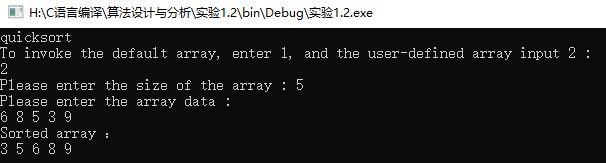 H:\C语言编译\算法设计与分析\实验1.2\bin\Debug\实验1.2.exe
quicksort
To invoke the default array, enter 1, and the user-defined array input 2 :
2
Please enter the size of the array : 5
Please enter the array data :
6 8 5 3 9
Sorted array :
3 5 6 8 9